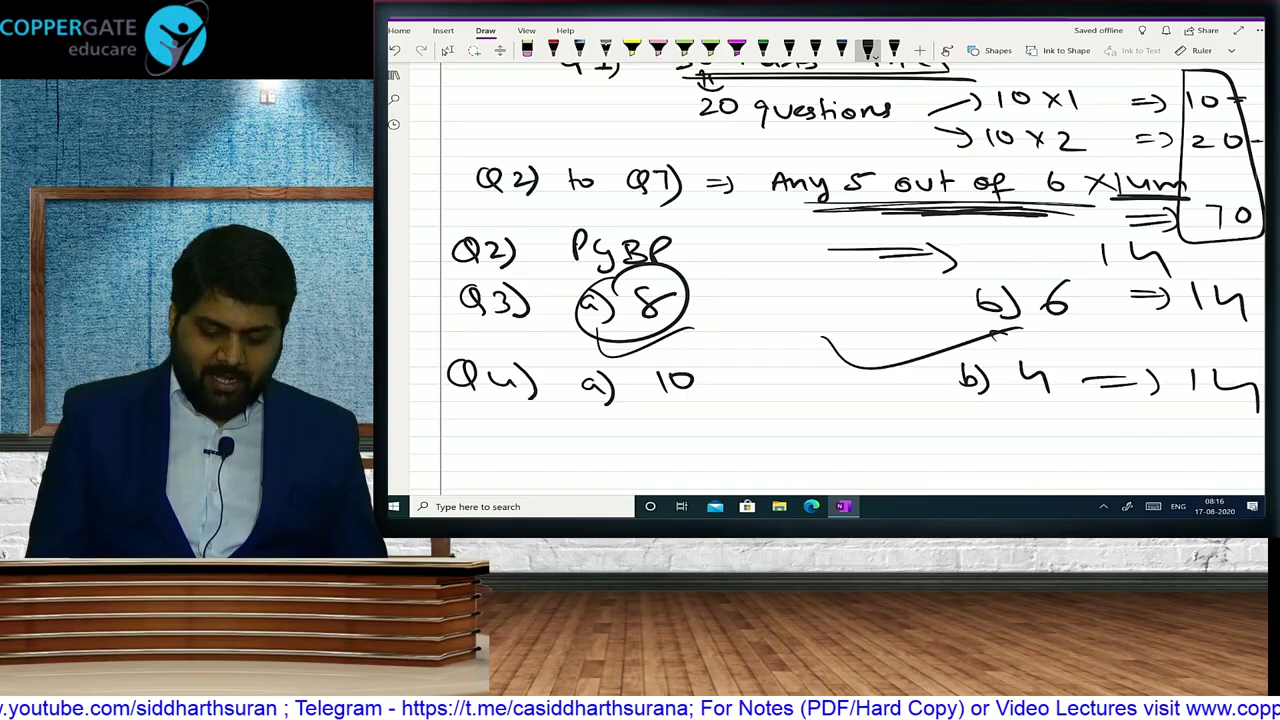 COPPERGATE
educare
Home Insert Draw View Help
Saved offline Share
Shapes Ink to Shape Ink to Text Ruler
20 questions → 10 x 1 ⇒ 10
→ 10 x 2 ⇒ 20
Q2) to Q7) ⇒ Any 5 out of 6 x 14m
⇒ 70
Q2) PYBP ⇒ 14
Q3) a) 8 b) 6 ⇒ 14
Q4) a) 10 b) 4 ⇒ 14
Type here to search
ENG
08:16
17-08-2020
.youtube.com/siddharthsuran ; Telegram - https://t.me/casiddharthsurana; For Notes (PDF/Hard Copy) or Video Lectures visit www.copp